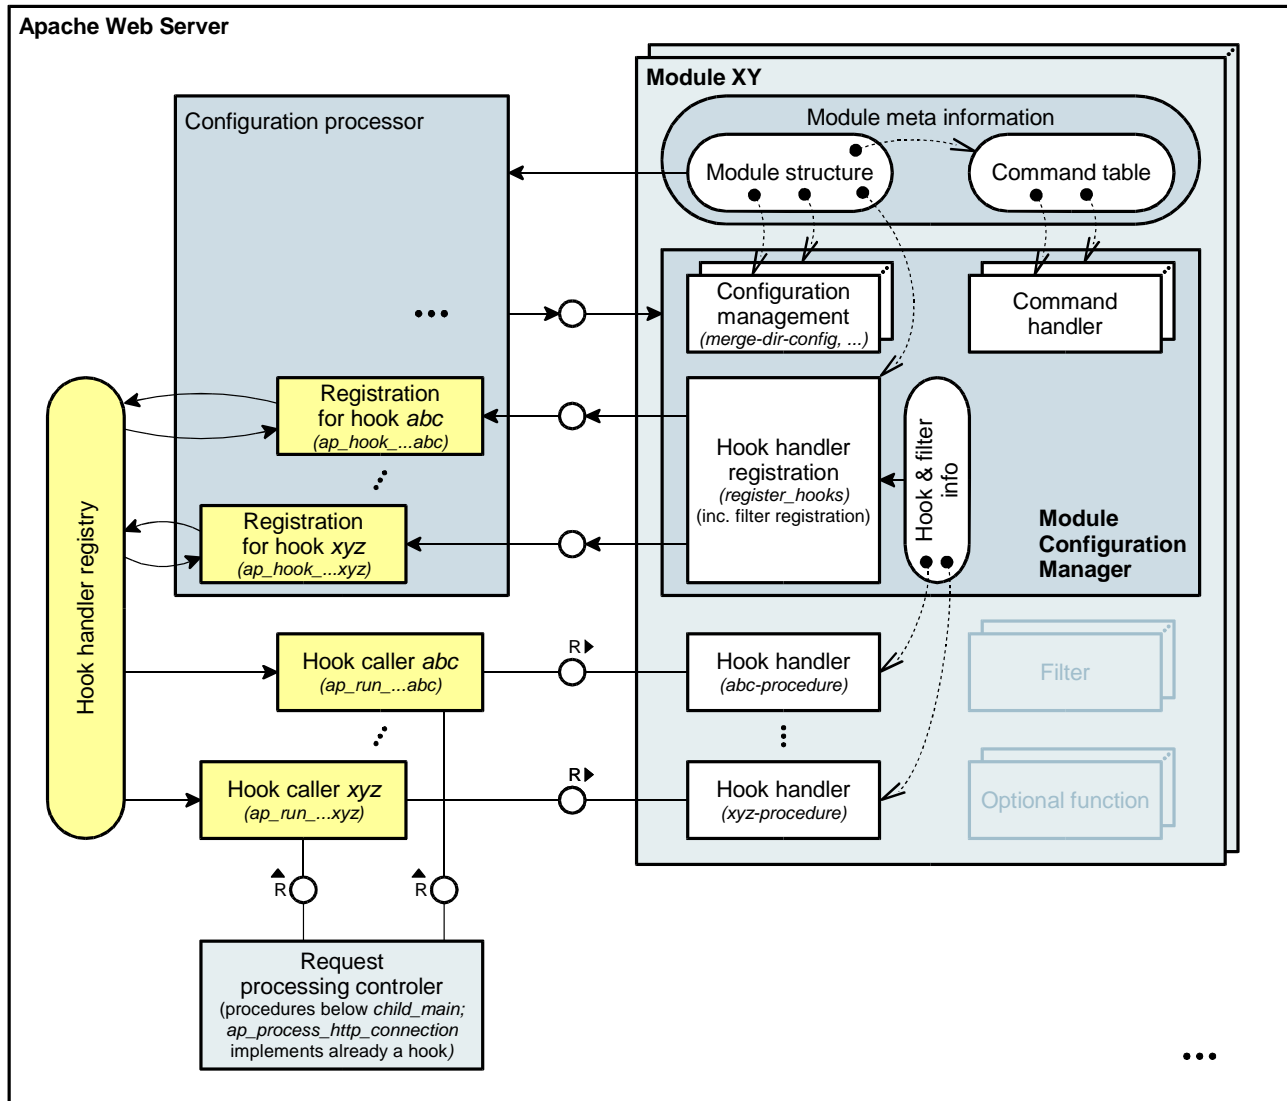 Apache Web Server
Module XY
Configuration processor
Module meta information
Module structure
Command table
Configuration
management
(merge-dir-config, ...)
Command
handler
Registration
for hook abc
(ap_hook_...abc)
Hook handler
registration
(register_hooks)
(inc. filter registration)
Hook & filter
info
Registration
for hook xyz
(ap_hook_...xyz)
Module
Configuration
Manager
Hook handler registry
Hook caller abc
(ap_run_...abc)
R
Hook handler
(abc-procedure)
Filter
Hook caller xyz
(ap_run_...xyz)
R
Hook handler
(xyz-procedure)
Optional function
R
R
Request
processing controler
(procedures below child_main;
ap_process_http_connection
implements already a hook)